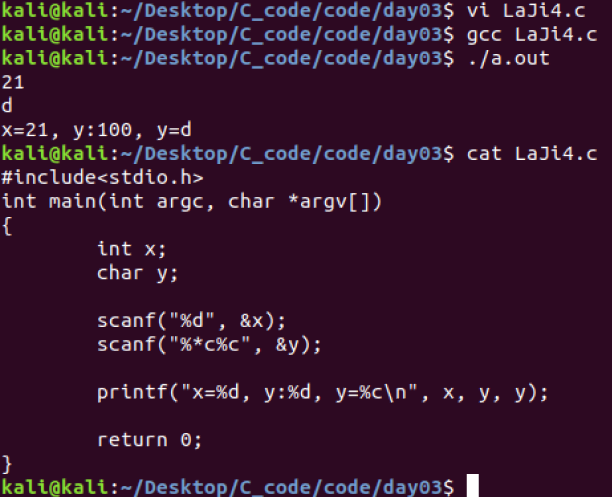 kali@kali:~/Desktop/C_code/code/day03$ vi LaJi4.c
kali@kali:~/Desktop/C_code/code/day03$ gcc LaJi4.c
kali@kali:~/Desktop/C_code/code/day03$ ./a.out
21
d
x=21, y:100, y=d
kali@kali:~/Desktop/C_code/code/day03$ cat LaJi4.c
#include<stdio.h>
int main(int argc, char *argv[])
{
        int x;
        char y;

        scanf("%d", &x);
        scanf("%*c%c", &y);

        printf("x=%d, y:%d, y=%c\n", x, y, y);

        return 0;
}
kali@kali:~/Desktop/C_code/code/day03$